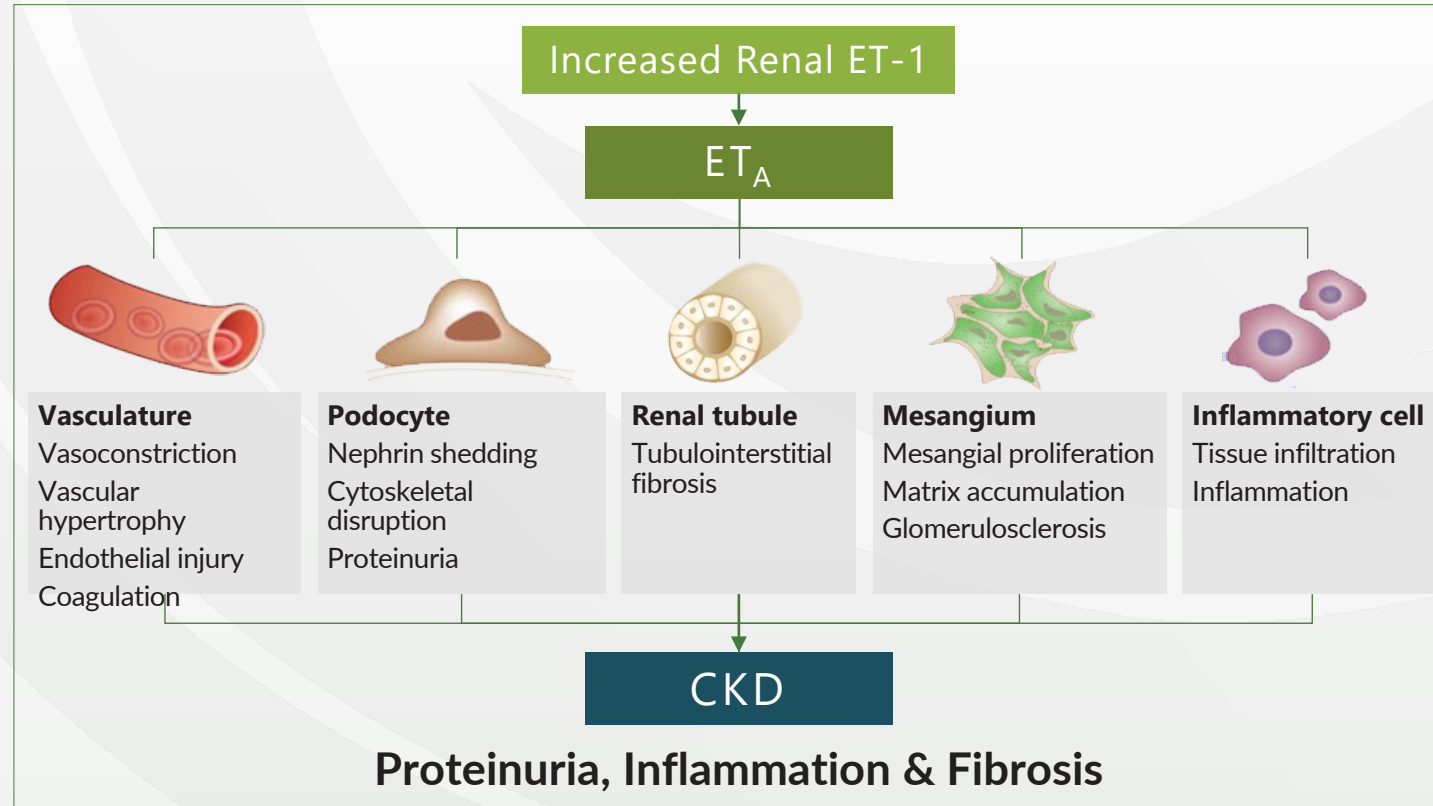 Increased Renal ET-1
ETA
Vasculature
Vasoconstriction
Vascular
hypertrophy
Endothelial injury
Coagulation
Podocyte
Nephrin shedding
Cytoskeletal
disruption
Proteinuria
Renal tubule
Tubulointerstitial
fibrosis
Mesangium
Mesangial proliferation
Matrix accumulation
Glomerulosclerosis
Inflammatory cell
Tissue infiltration
Inflammation
CKD
Proteinuria, Inflammation & Fibrosis